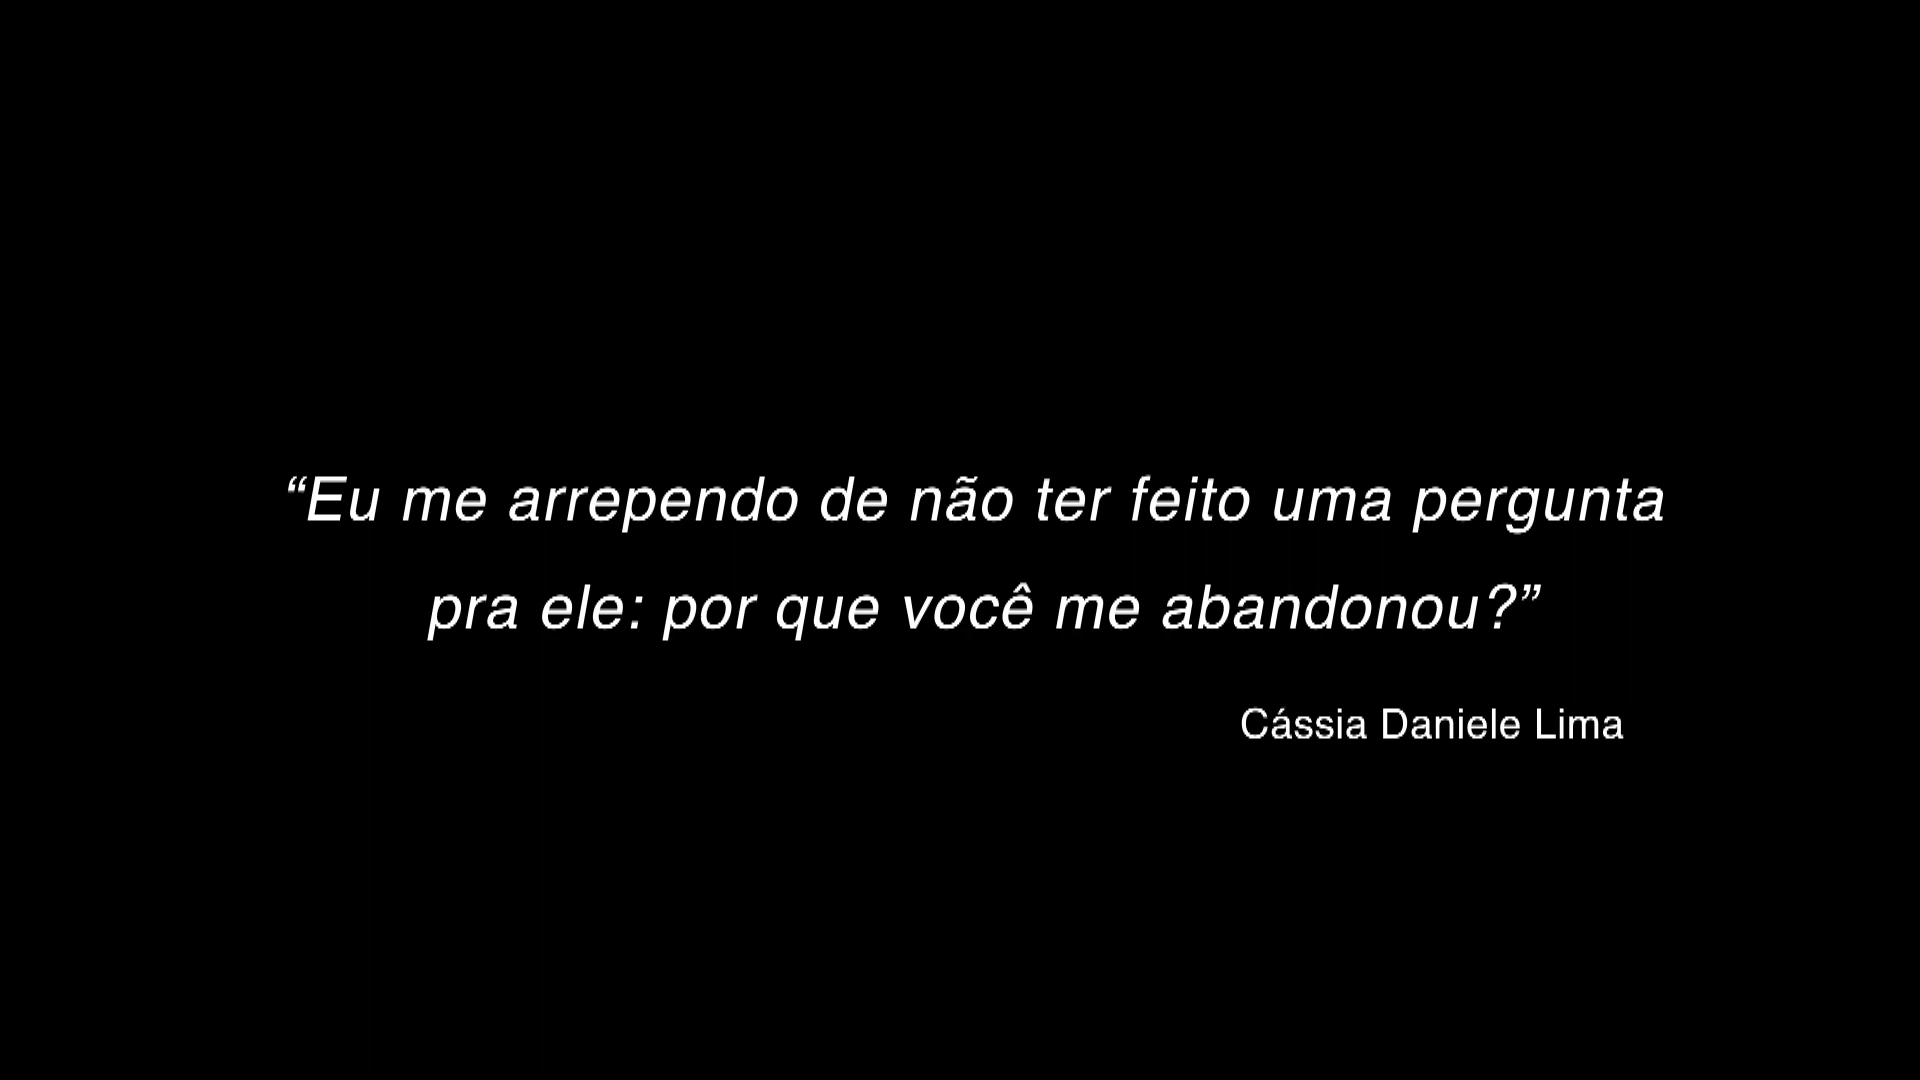 “Eu me arrependo de não ter feito uma pergunta
pra ele: por que você me abandonou?”
Cássia Daniele Lima